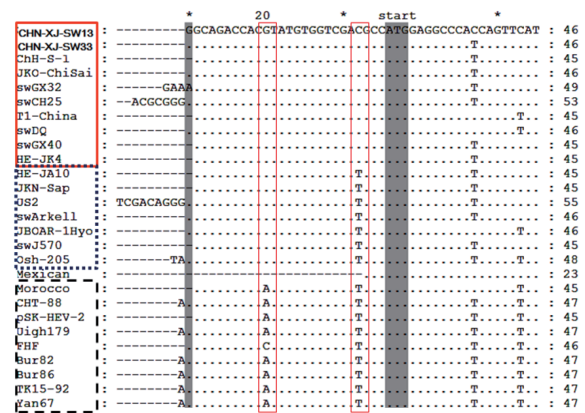 * 20 * start *
CHN-XJ-SW13 ---------GGCAGACCACGTATGTGGTCGACGCCATGGAGGCCCACCAGTTCAT : 46
CHN-XJ-SW33 ---------.....................................T........ : 46
ChH-S-1 ----------....................................T........ : 45
JKO-ChiSai ---------.....................................T........ : 46
swGX32 ------GAAA....................................T........ : 49
swCH25 --ACGCGGG.....................................T........ : 53
T1-China ----------..........................................T.. : 45
swDQ ---------...........................................T.. : 46
swGX40 ----------....................................T........ : 45
HE-JK4 ----------....................................T........ : 45
HE-JA10 ----------.....................T..............T........ : 45
JKN-Sap ----------.....................T..............T........ : 45
JS2 TCGACAGGG......................T..............T........ : 55
swArkell ---------......................T..............T........ : 46
JBOAR-1Hyo ---------......................T....................T.. : 46
swJ570 ----------.....................T..............T........ : 45
Osh-205 -------TA......................T..............T.....T.. : 48
Mexican --------------------------------....................... : 23
Morocco ----------.........A...........T..............T.....T.. : 45
CHT-88 --------A..........A...........T..............T.....T.. : 47
pSK-HEV-2 ----------.........A...........T..............T.....T.. : 45
Uigh179 --------A..........A...........T..............T.....T.. : 47
FHF ---------..........C...........T..............T.....T.. : 46
Bur82 --------A..........A...........T..............T.....T.. : 47
Bur86 --------A..........A...........T..............T.....T.. : 47
TK15-92 --------A..........A...........T..............T.....T.. : 47
Yan67 --------A..........A...........T..............T.....T.. : 47